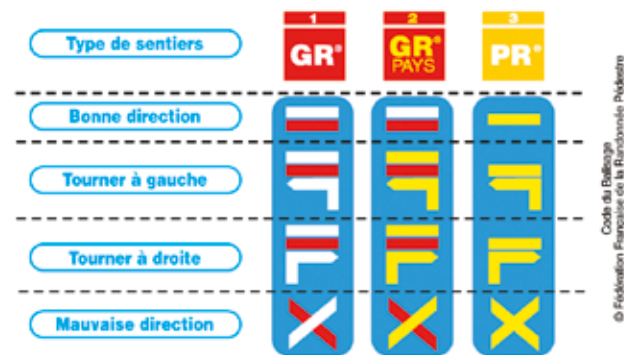 1 2 3
Type de sentiers GR® GR® PAYS PR®
Bonne direction
Tourner à gauche
Tourner à droite
Mauvaise direction
Code du Balisage
© Fédération Française de la Randonnée Pédestre